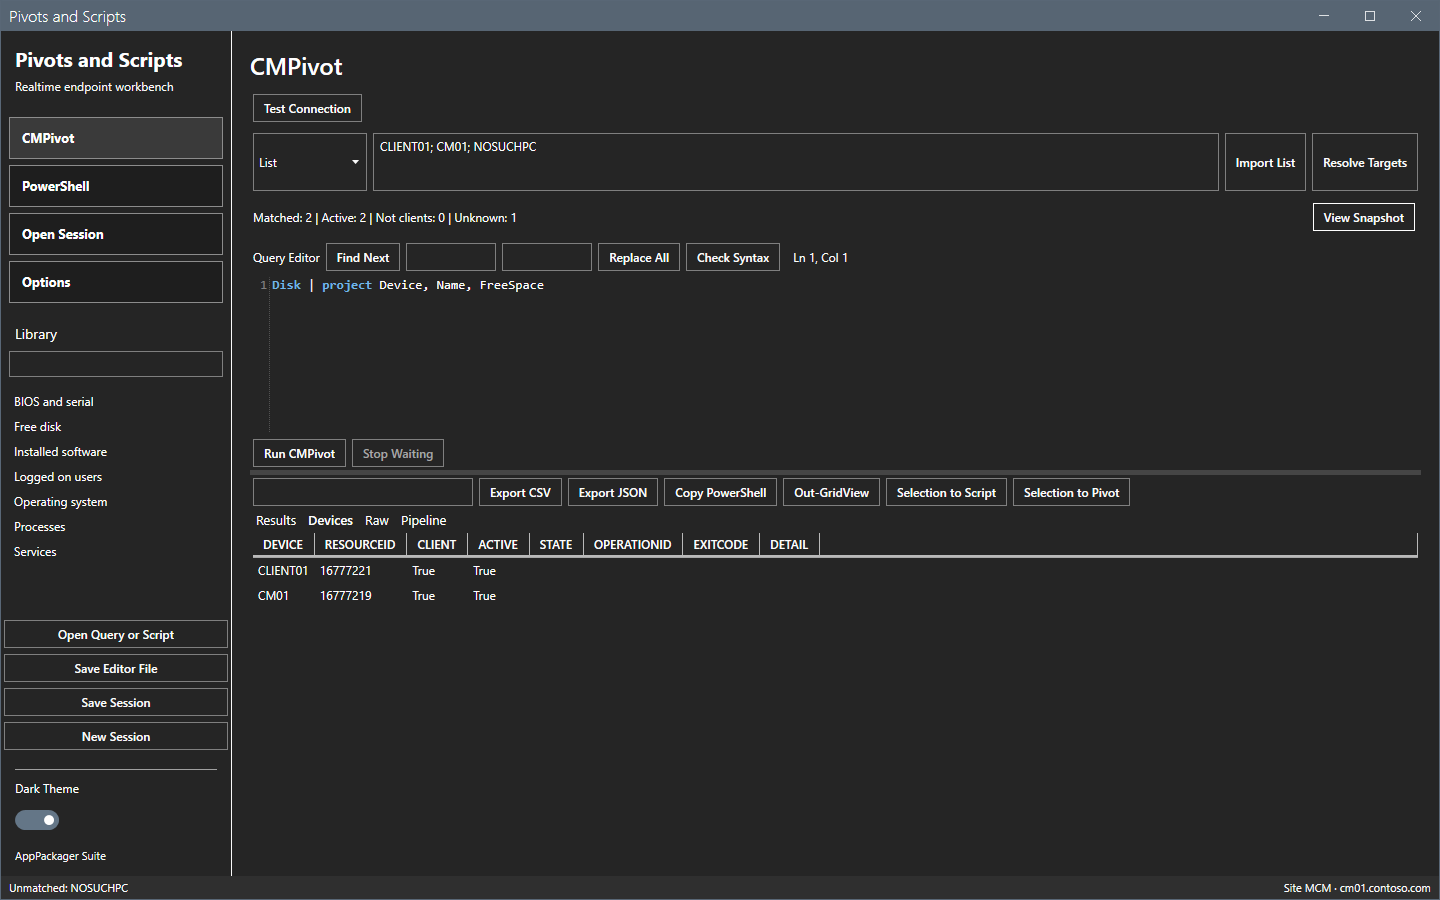 Pivots and Scripts
Pivots and Scripts
Realtime endpoint workbench
CMPivot
PowerShell
Open Session
Options
Library
BIOS and serial
Free disk
Installed software
Logged on users
Operating system
Processes
Services
Open Query or Script
Save Editor File
Save Session
New Session
Dark Theme
AppPackager Suite
CMPivot
Test Connection
List
CLIENT01; CM01; NOSUCHPC
Import List
Resolve Targets
Matched: 2 | Active: 2 | Not clients: 0 | Unknown: 1
View Snapshot
Query Editor Find Next Replace All Check Syntax Ln 1, Col 1
1 Disk | project Device, Name, FreeSpace
Run CMPivot Stop Waiting
Export CSV Export JSON Copy PowerShell Out-GridView Selection to Script Selection to Pivot
Results Devices Raw Pipeline
DEVICE RESOURCEID CLIENT ACTIVE STATE OPERATIONID EXITCODE DETAIL
CLIENT01 16777221 True True
CM01 16777219 True True
Unmatched: NOSUCHPC
Site MCM · cm01.contoso.com